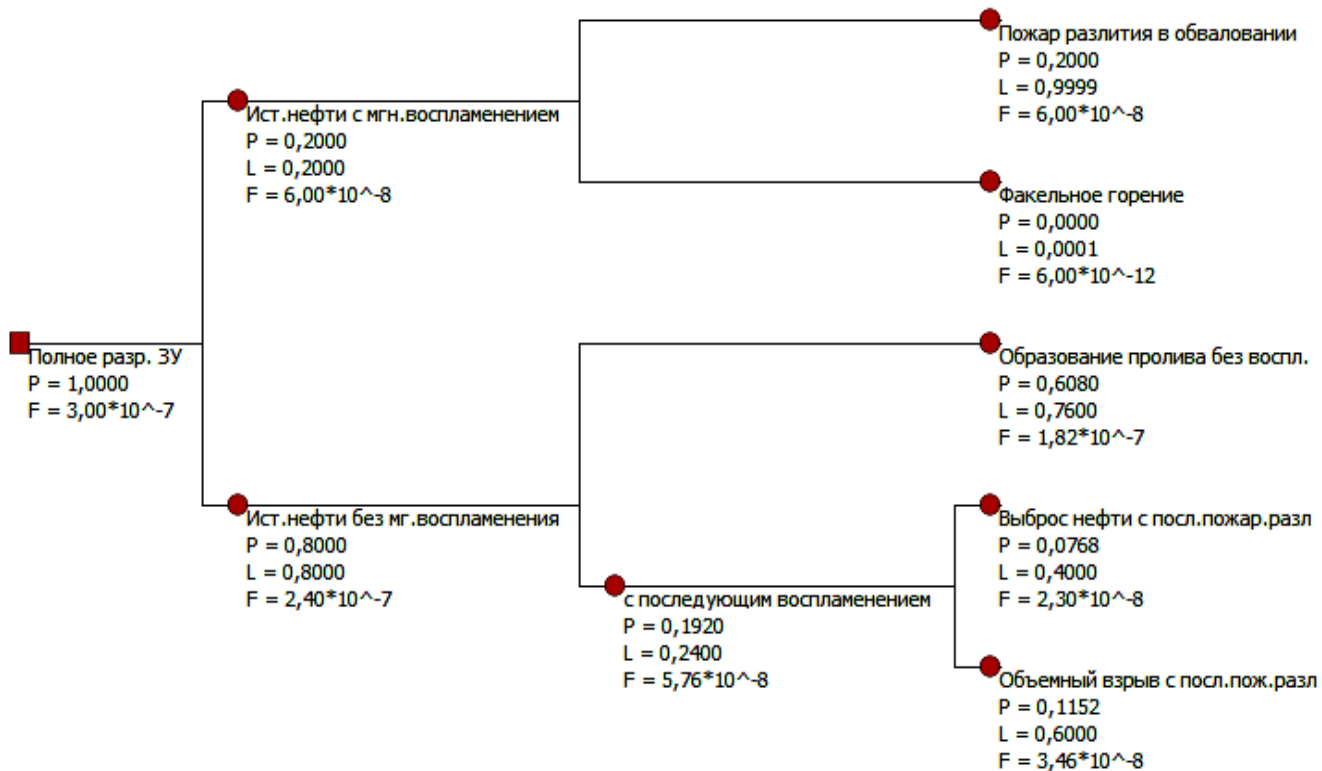 Пожар разлития в обваловании
P = 0,2000
L = 0,9999
F = 6,00*10^-8
Ист.нефти с мгн.воспламенением
P = 0,2000
L = 0,2000
F = 6,00*10^-8
Факельное горение
P = 0,0000
L = 0,0001
F = 6,00*10^-12
Полное разр. ЗУ
P = 1,0000
F = 3,00*10^-7
Образование пролива без воспл.
P = 0,6080
L = 0,7600
F = 1,82*10^-7
Ист.нефти без мг.воспламенения
P = 0,8000
L = 0,8000
F = 2,40*10^-7
Выброс нефти с посл.пожар.разл
P = 0,0768
L = 0,4000
F = 2,30*10^-8
с последующим воспламенением
P = 0,1920
L = 0,2400
F = 5,76*10^-8
Объемный взрыв с посл.пож.разл
P = 0,1152
L = 0,6000
F = 3,46*10^-8